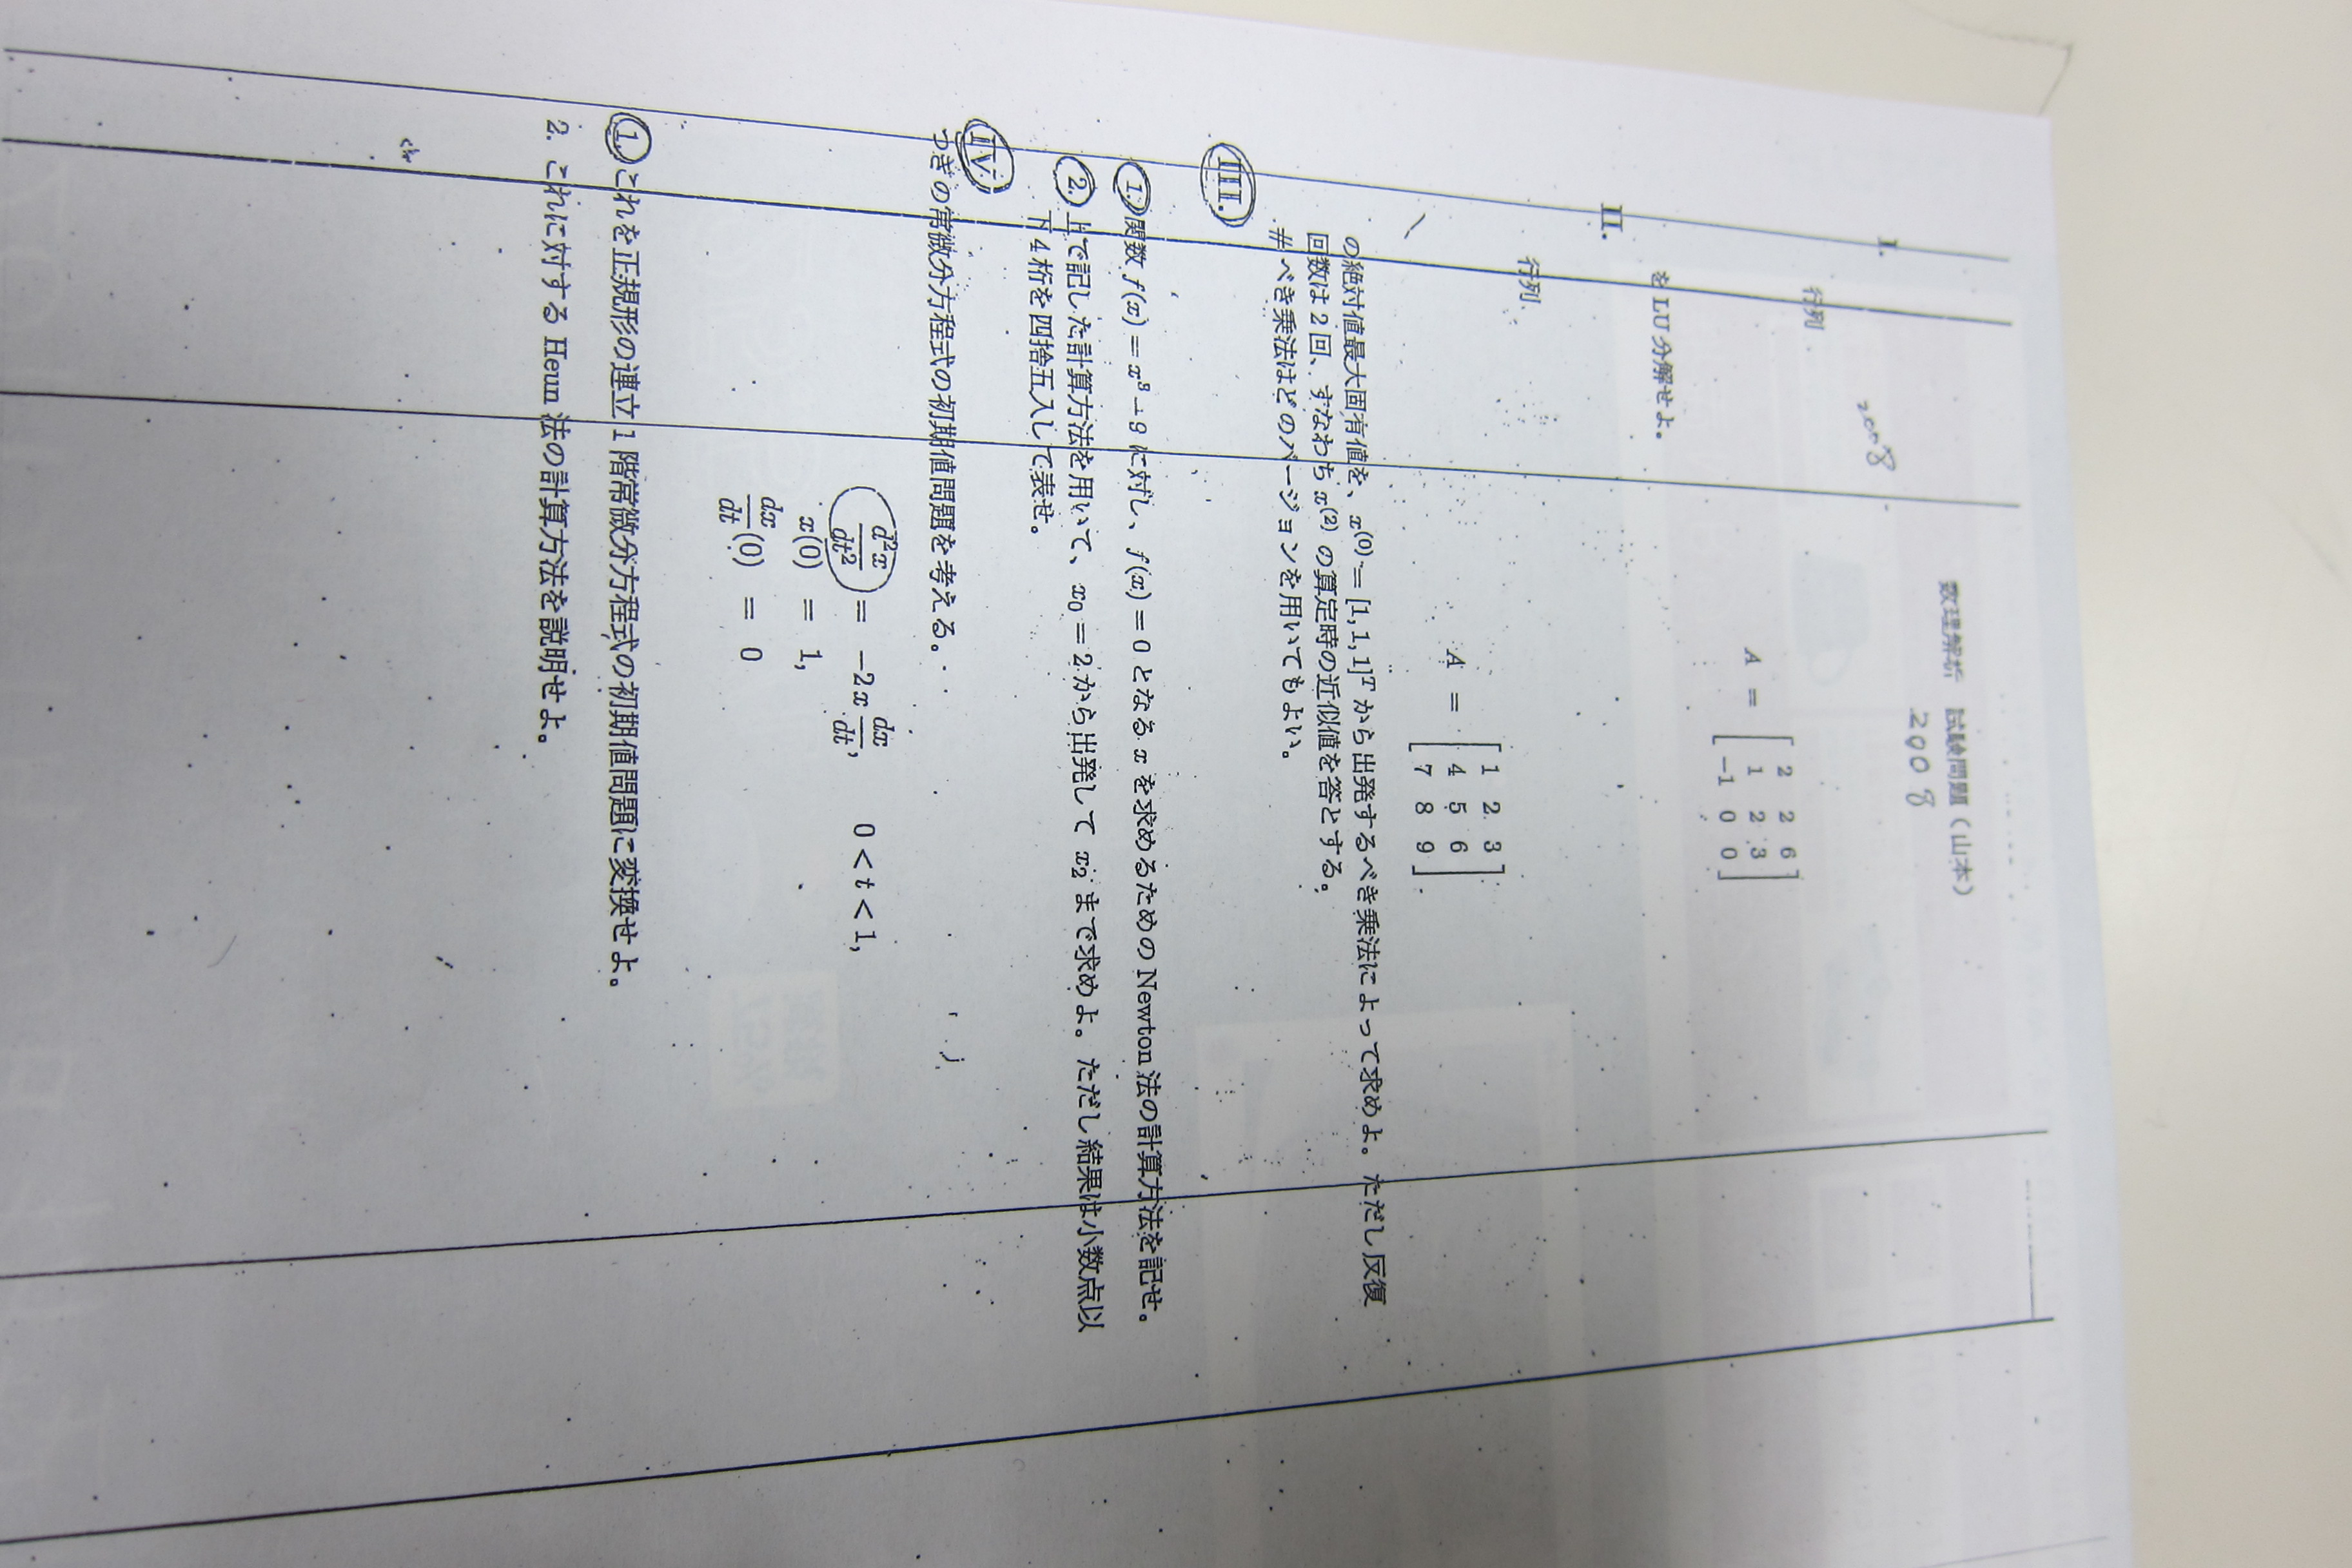 数理解析 試験問題（山本）
2008
I.
2008
行列
A = [ 2 2 6
1 2 3
-1 0 0 ]
を LU 分解せよ。
II.
行列
A = [ 1 2 3
4 5 6
7 8 9 ].
の絶対値最大固有値を、x^(0) = [1, 1, 1]^T から出発するべき乗法によって求めよ。ただし反復
回数は 2 回、すなわち x^(2) の算定時の近似値を答とする。
# べき乗法はどのバージョンを用いてもよい。
III.
1. 関数 f(x) = x^3 − 9 に対し、f(x) = 0 となる x を求めるための Newton 法の計算方法を記せ。
2. 上で記した計算方法を用いて、x_0 = 2 から出発して x_2 まで求めよ。ただし結果は小数点以
下 4 桁を四捨五入して表せ。
IV.
つぎの常微分方程式の初期値問題を考える。
d^2x/dt^2 = −2x dx/dt, 0 < t < 1,
x(0) = 1,
dx/dt (0) = 0
1. これを正規形の連立 1 階常微分方程式の初期値問題に変換せよ。
2. これに対する Heun 法の計算方法を説明せよ。